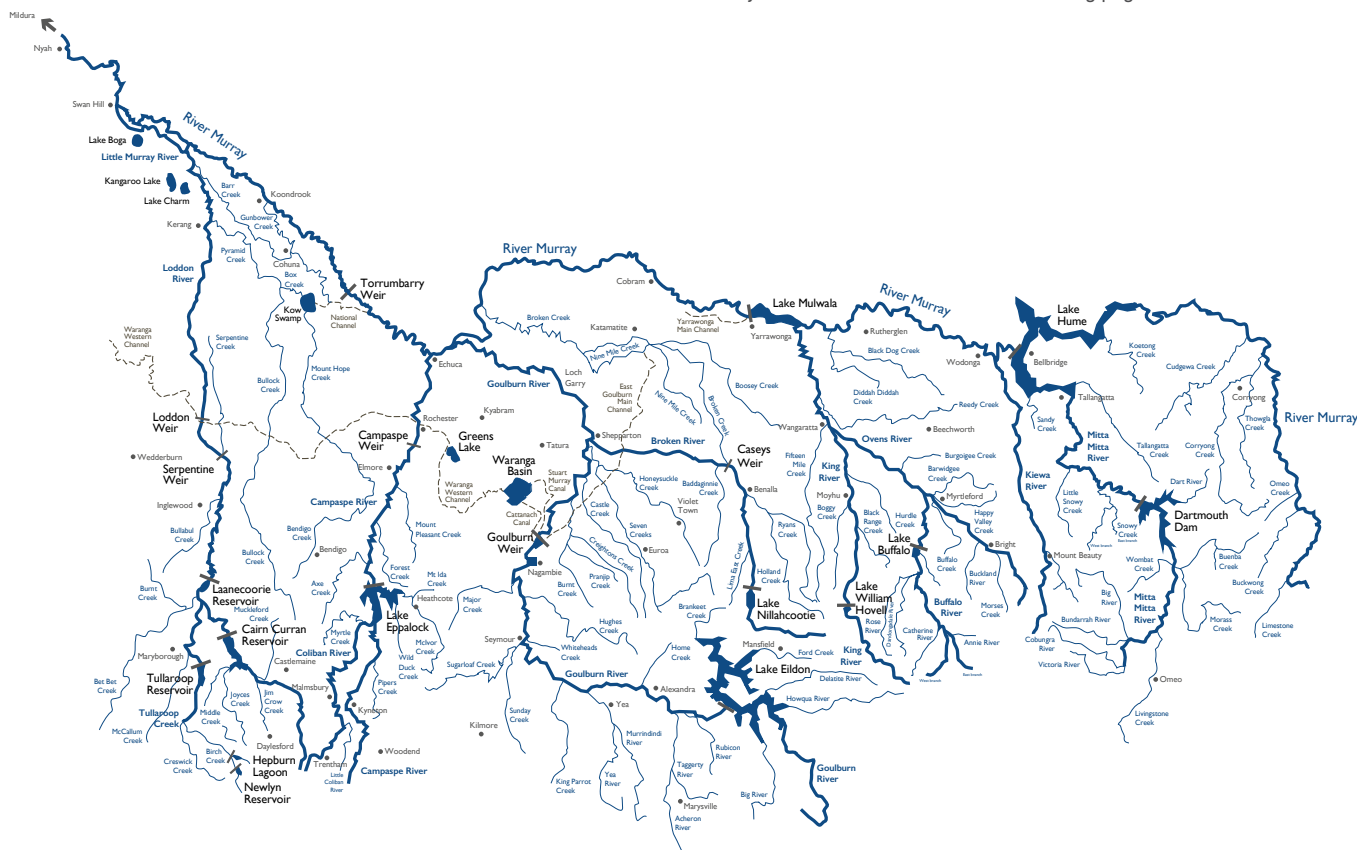 Mildura
Nyah
Swan Hill
River Murray
Lake Boga
Little Murray River
Kangaroo Lake
Lake Charm
Barr
Creek
Koondrook
Gunbower
Creek
Kerang
Pyramid
Creek
Cohuna
Box
Creek
Loddon
River
Torrumbarry
Weir
Kow
Swamp
National
Channel
River Murray
Cobram
Lake Mulwala
River Murray
Lake
Hume
Waranga
Western
Channel
Serpentine
Creek
Bullock
Creek
Mount Hope
Creek
Echuca
Broken Creek
Katamatite
Yarrawonga
Main Channel
Yarrawonga
Rutherglen
Black Dog Creek
Wodonga
Bellbridge
Koetong
Creek
Cudgewa Creek
Nine Mile Creek
Loch
Garry
Goulburn River
East
Goulburn
Main
Channel
Nine Mile Creek
Broken Creek
Boosey Creek
Diddah Diddah
Creek
Reedy Creek
Tallangatta
Corryong
Thowgla
Creek
River Murray
Loddon
Weir
Rochester
Kyabram
Campaspe
Weir
Greens
Lake
Tatura
Shepparton
Broken River
Wangaratta
Ovens River
Beechworth
Sandy
Creek
Mitta
Mitta
River
Tallangatta
Creek
Corryong
Creek
Wedderburn
Serpentine
Weir
Elmore
Waranga
Basin
Stuart
Murray
Canal
Waranga
Western
Channel
Cattanach
Canal
Caseys
Weir
Fifteen
Mile
Creek
King
River
Burgoigee Creek
Barwidgee
Creek
Kiewa
River
Dart River
Omeo
Creek
Inglewood
Campaspe River
Honeysuckle
Creek
Baddaginnie
Creek
Violet
Town
Benalla
Moyhu
Boggy
Creek
Myrtleford
Little
Snowy
Creek
Dartmouth
Dam
Bullabul
Creek
Bendigo
Creek
Mount
Pleasant Creek
Castle
Creek
Seven
Creeks
Ryans
Creek
Black
Range
Creek
Hurdle
Creek
Happy
Valley
Creek
Snowy
Creek
East branch
West branch
Goulburn
Weir
Creightons Creek
Euroa
Lake
Buffalo
Bright
Mount Beauty
Bullock
Creek
Bendigo
Forest
Creek
Mt Ida
Creek
Nagambie
Burnt
Creek
Pranjip
Creek
Lima East Creek
Holland
Creek
Buffalo
Creek
Buckland
River
Wombat
Creek
Buenba
Creek
Buckwong
Creek
Burnt
Creek
Laanecoorie
Reservoir
Axe
Creek
Heathcote
Lake
Eppalock
Major
Creek
Brankeet
Creek
Lake
Nillahcootie
Lake
William
Hovell
Buffalo
River
Morses
Creek
Big
River
Mitta
Mitta
River
Muckleford
Creek
Cairn Curran
Reservoir
Myrtle
Creek
McIvor
Creek
Seymour
Hughes
Creek
Rose
River
Dandongadale River
Catherine
River
Annie River
Bundarrah River
Morass
Creek
Limestone
Creek
Maryborough
Castlemaine
Coliban River
Wild
Duck
Creek
Sugarloaf Creek
Whiteheads
Creek
Home
Creek
Mansfield
Ford Creek
King
River
Cobungra
River
Victoria River
Tullaroop
Reservoir
Bet Bet
Creek
Joyces
Creek
Jim
Crow
Creek
Malmsbury
Pipers
Creek
Goulburn River
Alexandra
Lake Eildon
Delatite River
Howqua River
West branch
East branch
Omeo
Tullaroop
Creek
Middle
Creek
Kyneton
Yea
Sunday
Creek
Kilmore
Livingstone
Creek
McCallum
Creek
Daylesford
Birch
Creek
Creswick
Creek
Hepburn
Lagoon
Newlyn
Reservoir
Trentham
Woodend
Little
Coliban
River
Campaspe River
Murrindindi
River
Rubicon
River
King Parrot
Creek
Yea
River
Taggerty
River
Goulburn
River
Big River
Marysville
Acheron
River